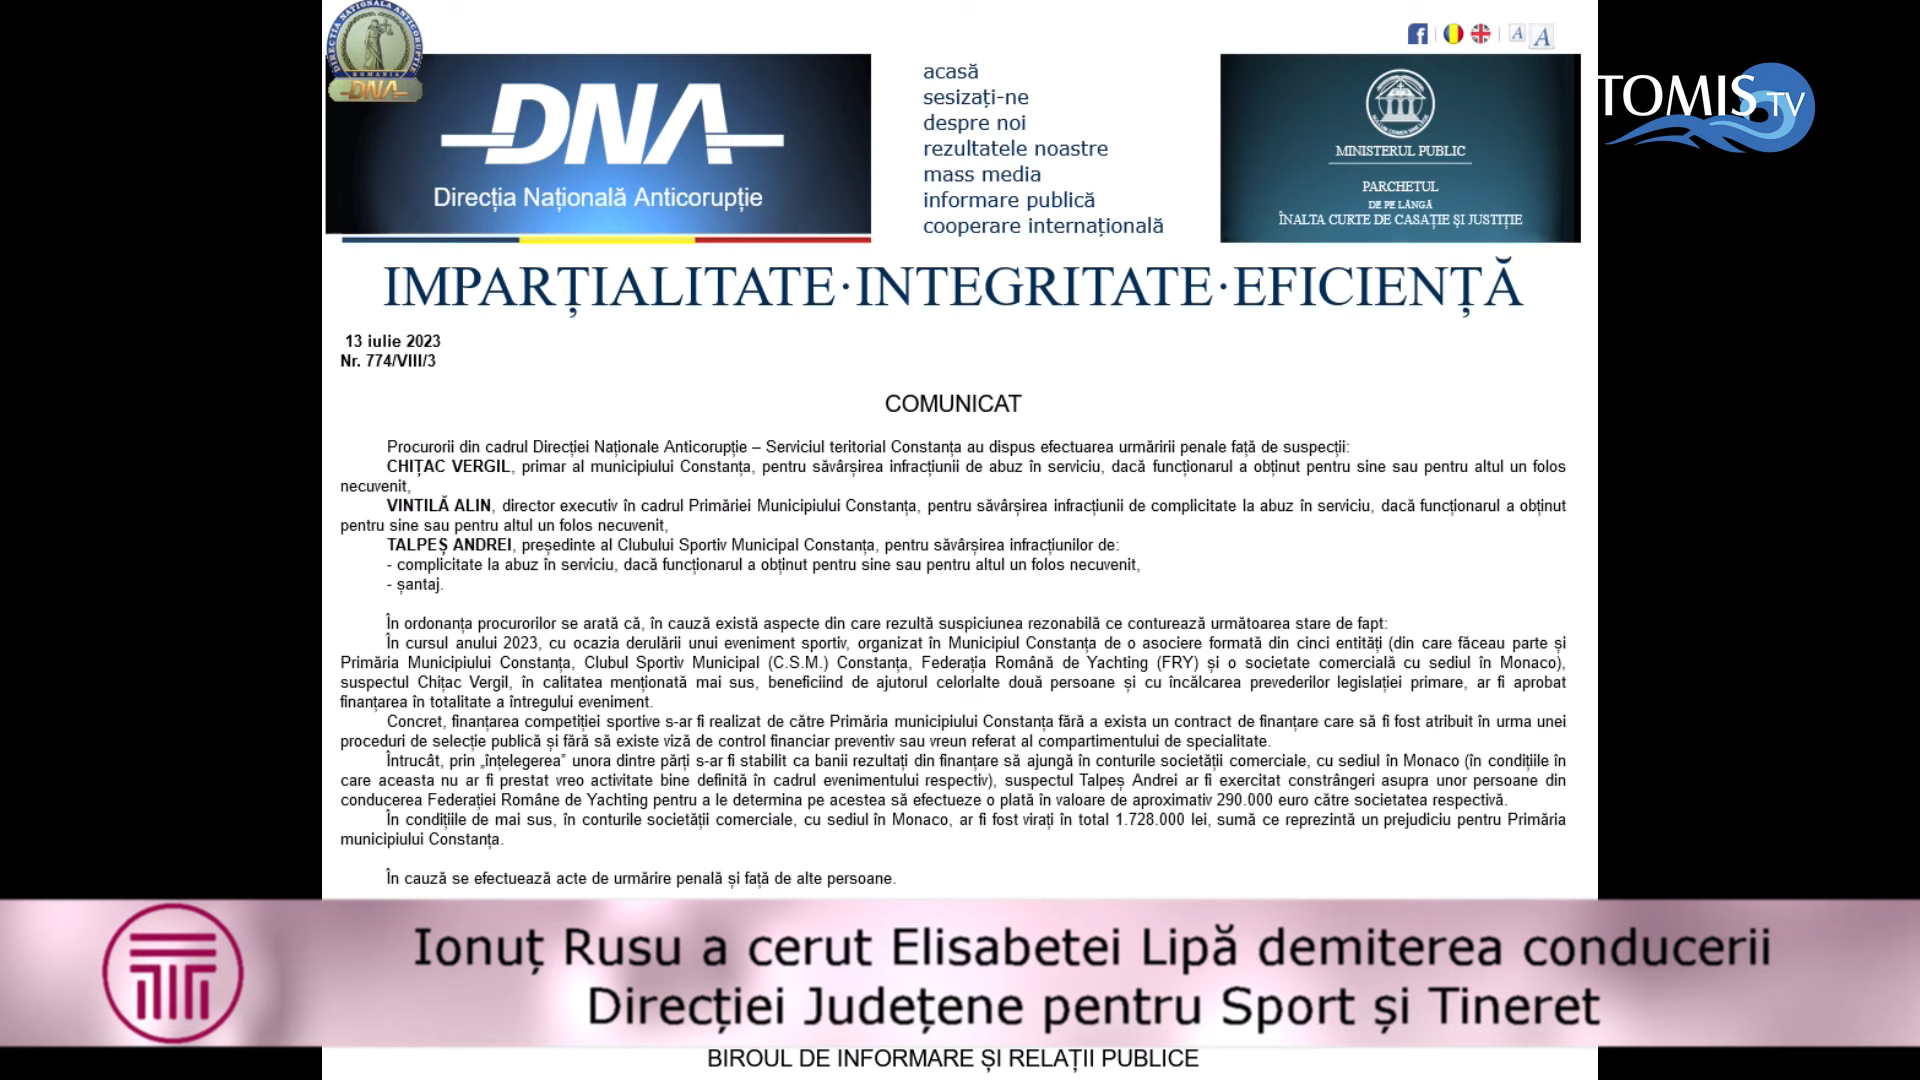 DIRECȚIA NAȚIONALĂ ANTICORUPȚIE
ROMANIA
DNA
DNA
Direcția Națională Anticorupție
acasă
sesizați-ne
despre noi
rezultatele noastre
mass media
informare publică
cooperare internațională
f
A A
MINISTERUL PUBLIC
PARCHETUL
DE PE LÂNGĂ
ÎNALTA CURTE DE CASAȚIE ȘI JUSTIȚIE
TOMIS TV
IMPARȚIALITATE·INTEGRITATE·EFICIENȚĂ
13 iulie 2023
Nr. 774/VIII/3
COMUNICAT
Procurorii din cadrul Direcției Naționale Anticorupție – Serviciul teritorial Constanța au dispus efectuarea urmăririi penale față de suspecții:
CHIȚAC VERGIL, primar al municipiului Constanța, pentru săvârșirea infracțiunii de abuz în serviciu, dacă funcționarul a obținut pentru sine sau pentru altul un folos
necuvenit,
VINTILĂ ALIN, director executiv în cadrul Primăriei Municipiului Constanța, pentru săvârșirea infracțiunii de complicitate la abuz în serviciu, dacă funcționarul a obținut
pentru sine sau pentru altul un folos necuvenit,
TALPEȘ ANDREI, președinte al Clubului Sportiv Municipal Constanța, pentru săvârșirea infracțiunilor de:
- complicitate la abuz în serviciu, dacă funcționarul a obținut pentru sine sau pentru altul un folos necuvenit,
- șantaj.
În ordonanța procurorilor se arată că, în cauză există aspecte din care rezultă suspiciunea rezonabilă ce conturează următoarea stare de fapt:
În cursul anului 2023, cu ocazia derulării unui eveniment sportiv, organizat în Municipiul Constanța de o asociere formată din cinci entități (din care făceau parte și
Primăria Municipiului Constanța, Clubul Sportiv Municipal (C.S.M.) Constanța, Federația Română de Yachting (FRY) și o societate comercială cu sediul în Monaco),
suspectul Chițac Vergil, în calitatea menționată mai sus, beneficiind de ajutorul celorlalte două persoane și cu încălcarea prevederilor legislației primare, ar fi aprobat
finanțarea în totalitate a întregului eveniment.
Concret, finanțarea competiției sportive s-ar fi realizat de către Primăria municipiului Constanța fără a exista un contract de finanțare care să fi fost atribuit în urma unei
proceduri de selecție publică și fără să existe viză de control financiar preventiv sau vreun referat al compartimentului de specialitate.
Întrucât, prin „înțelegerea” unora dintre părți s-ar fi stabilit ca banii rezultați din finanțare să ajungă în conturile societății comerciale, cu sediul în Monaco (în condițiile în
care aceasta nu ar fi prestat vreo activitate bine definită în cadrul evenimentului respectiv), suspectul Talpeș Andrei ar fi exercitat constrângeri asupra unor persoane din
conducerea Federației Române de Yachting pentru a le determina pe acestea să efectueze o plată în valoare de aproximativ 290.000 euro către societatea respectivă.
În condițiile de mai sus, în conturile societății comerciale, cu sediul în Monaco, ar fi fost virați în total 1.728.000 lei, sumă ce reprezintă un prejudiciu pentru Primăria
municipiului Constanța.
În cauză se efectuează acte de urmărire penală și față de alte persoane.
Ionuț Rusu a cerut Elisabetei Lipă demiterea conducerii
Direcției Județene pentru Sport și Tineret
BIROUL DE INFORMARE ȘI RELAȚII PUBLICE